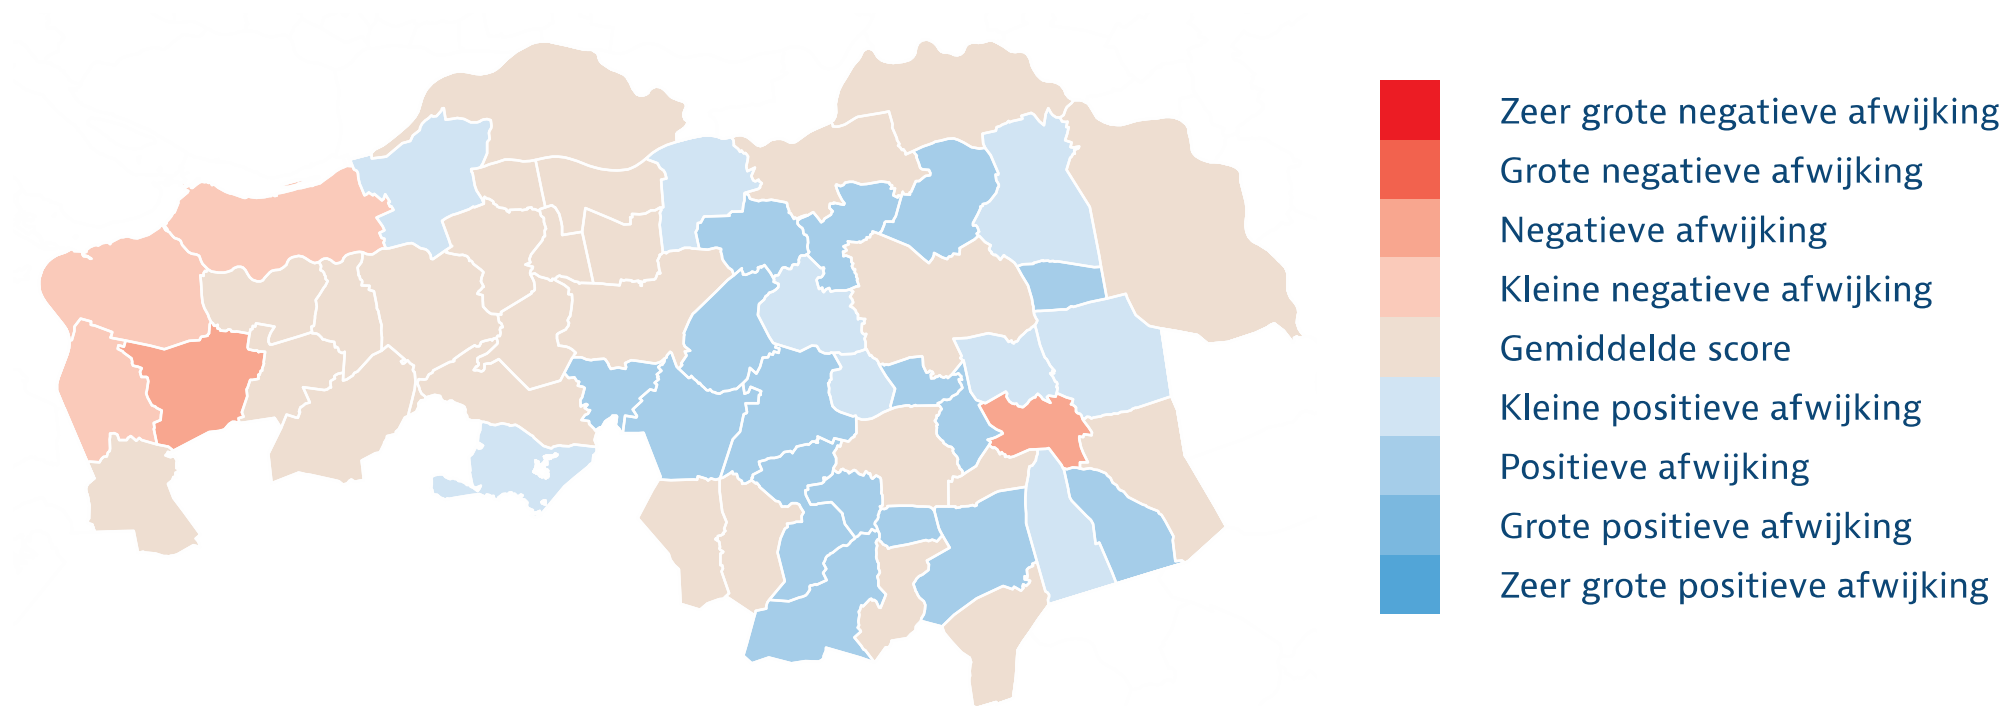 Zeer grote negatieve afwijking
Grote negatieve afwijking
Negatieve afwijking
Kleine negatieve afwijking
Gemiddelde score
Kleine positieve afwijking
Positieve afwijking
Grote positieve afwijking
Zeer grote positieve afwijking